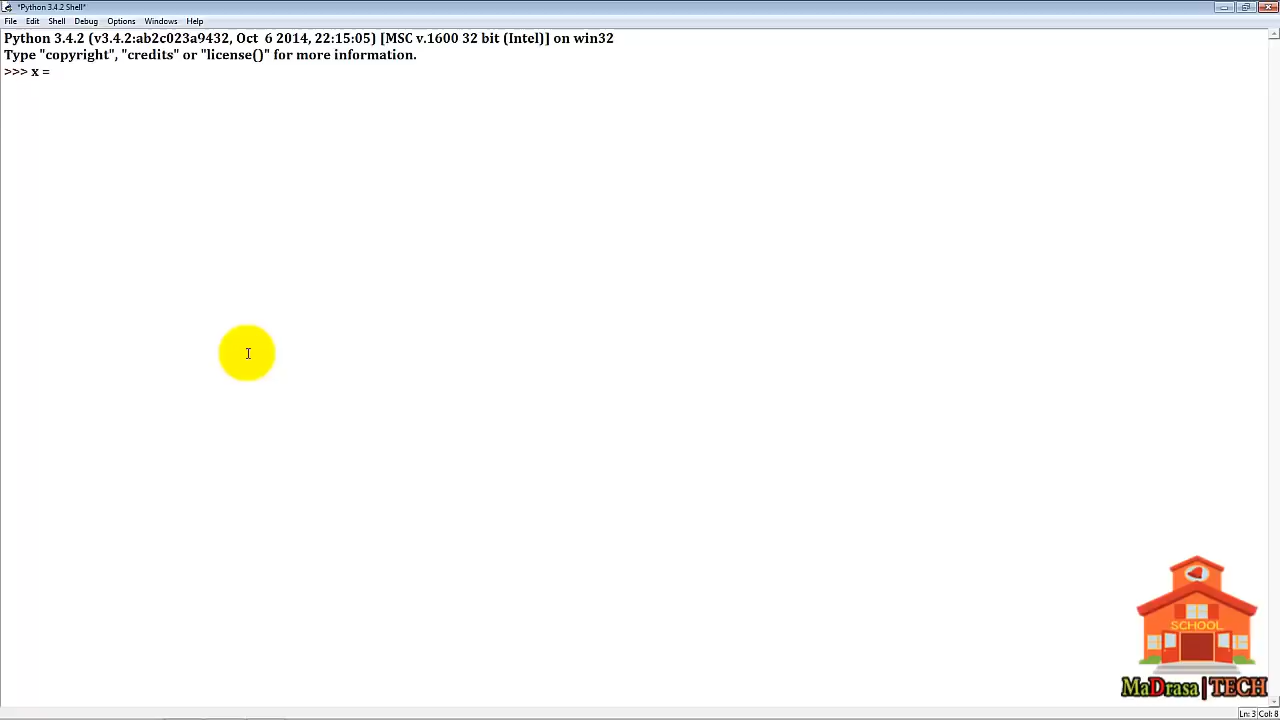 *Python 3.4.2 Shell*
File Edit Shell Debug Options Windows Help
Python 3.4.2 (v3.4.2:ab2c023a9432, Oct  6 2014, 22:15:05) [MSC v.1600 32 bit (Intel)] on win32
Type "copyright", "credits" or "license()" for more information.
>>> x =
SCHOOL
MaDrasa|TECH
Ln: 3 Col: 8